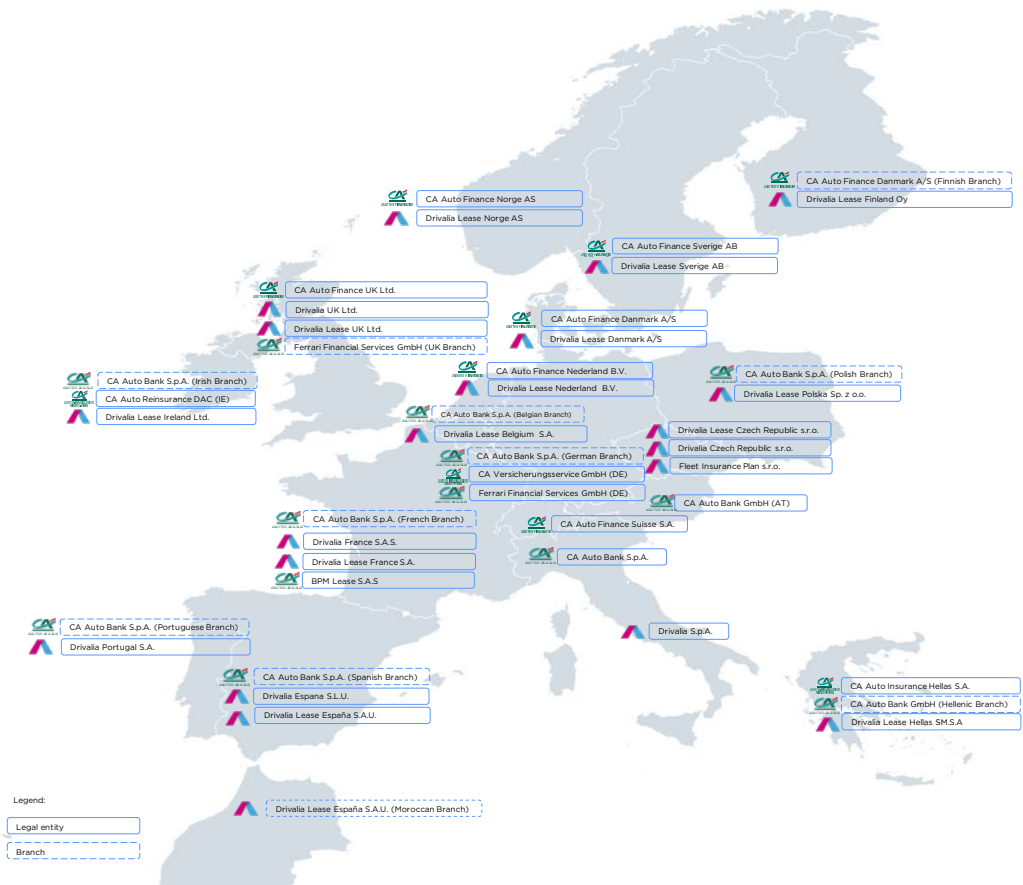 CA Auto Finance Danmark A/S (Finnish Branch)
Drivalia Lease Finland Oy
CA Auto Finance Norge AS
Drivalia Lease Norge AS
CA Auto Finance Sverige AB
Drivalia Lease Sverige AB
CA Auto Finance UK Ltd.
Drivalia UK Ltd.
Drivalia Lease UK Ltd.
Ferrari Financial Services GmbH (UK Branch)
CA Auto Finance Danmark A/S
Drivalia Lease Danmark A/S
CA Auto Bank S.p.A. (Irish Branch)
CA Auto Reinsurance DAC (IE)
Drivalia Lease Ireland Ltd.
CA Auto Finance Nederland B.V.
Drivalia Lease Nederland B.V.
CA Auto Bank S.p.A. (Polish Branch)
Drivalia Lease Polska Sp. z o.o.
CA Auto Bank S.p.A. (Belgian Branch)
Drivalia Lease Belgium S.A.
Drivalia Lease Czech Republic s.r.o.
Drivalia Czech Republic s.r.o.
Fleet Insurance Plan s.r.o.
CA Auto Bank S.p.A. (German Branch)
CA Versicherungsservice GmbH (DE)
Ferrari Financial Services GmbH (DE)
CA Auto Bank GmbH (AT)
CA Auto Bank S.p.A. (French Branch)
Drivalia France S.A.S.
Drivalia Lease France S.A.
BPM Lease S.A.S
CA Auto Finance Suisse S.A.
CA Auto Bank S.p.A.
CA Auto Bank S.p.A. (Portuguese Branch)
Drivalia Portugal S.A.
Drivalia S.p.A.
CA Auto Bank S.p.A. (Spanish Branch)
Drivalia Espana S.L.U.
Drivalia Lease España S.A.U.
CA Auto Insurance Hellas S.A.
CA Auto Bank GmbH (Hellenic Branch)
Drivalia Lease Hellas SM.S.A
Drivalia Lease España S.A.U. (Moroccan Branch)
Legend:
Legal entity
Branch